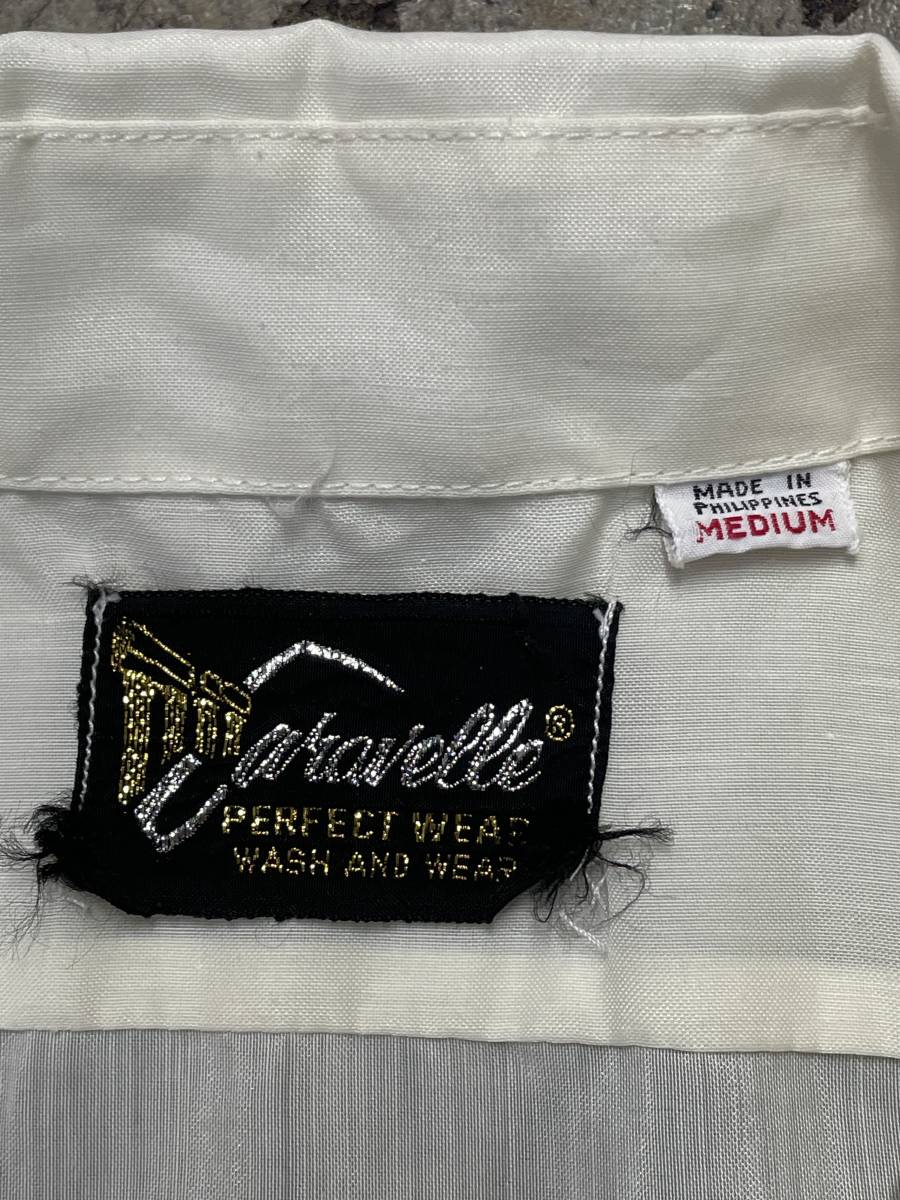 MADE IN
PHILIPPINES
MEDIUM
Caravelle ®
PERFECT WEAR
WASH AND WEAR